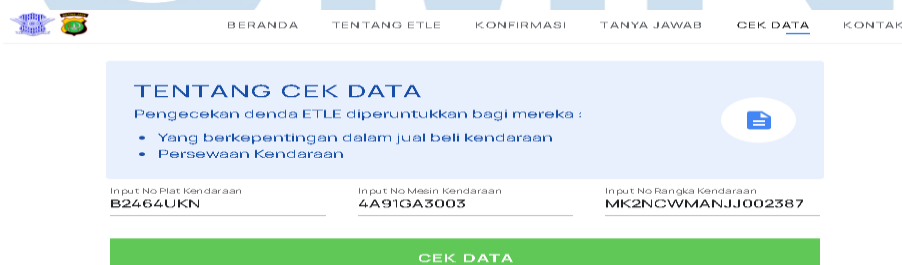 BERANDA TENTANG ETLE KONFIRMASI TANYA JAWAB CEK DATA KONTAK
TENTANG CEK DATA
Pengecekan denda ETLE diperuntukkan bagi mereka :
• Yang berkepentingan dalam jual beli kendaraan
• Persewaan Kendaraan
Input No Plat Kendaraan
B2464UKN
Input No Mesin Kendaraan
4A91GA3003
Input No Rangka Kendaraan
MK2NCWMANJJ002387
CEK DATA